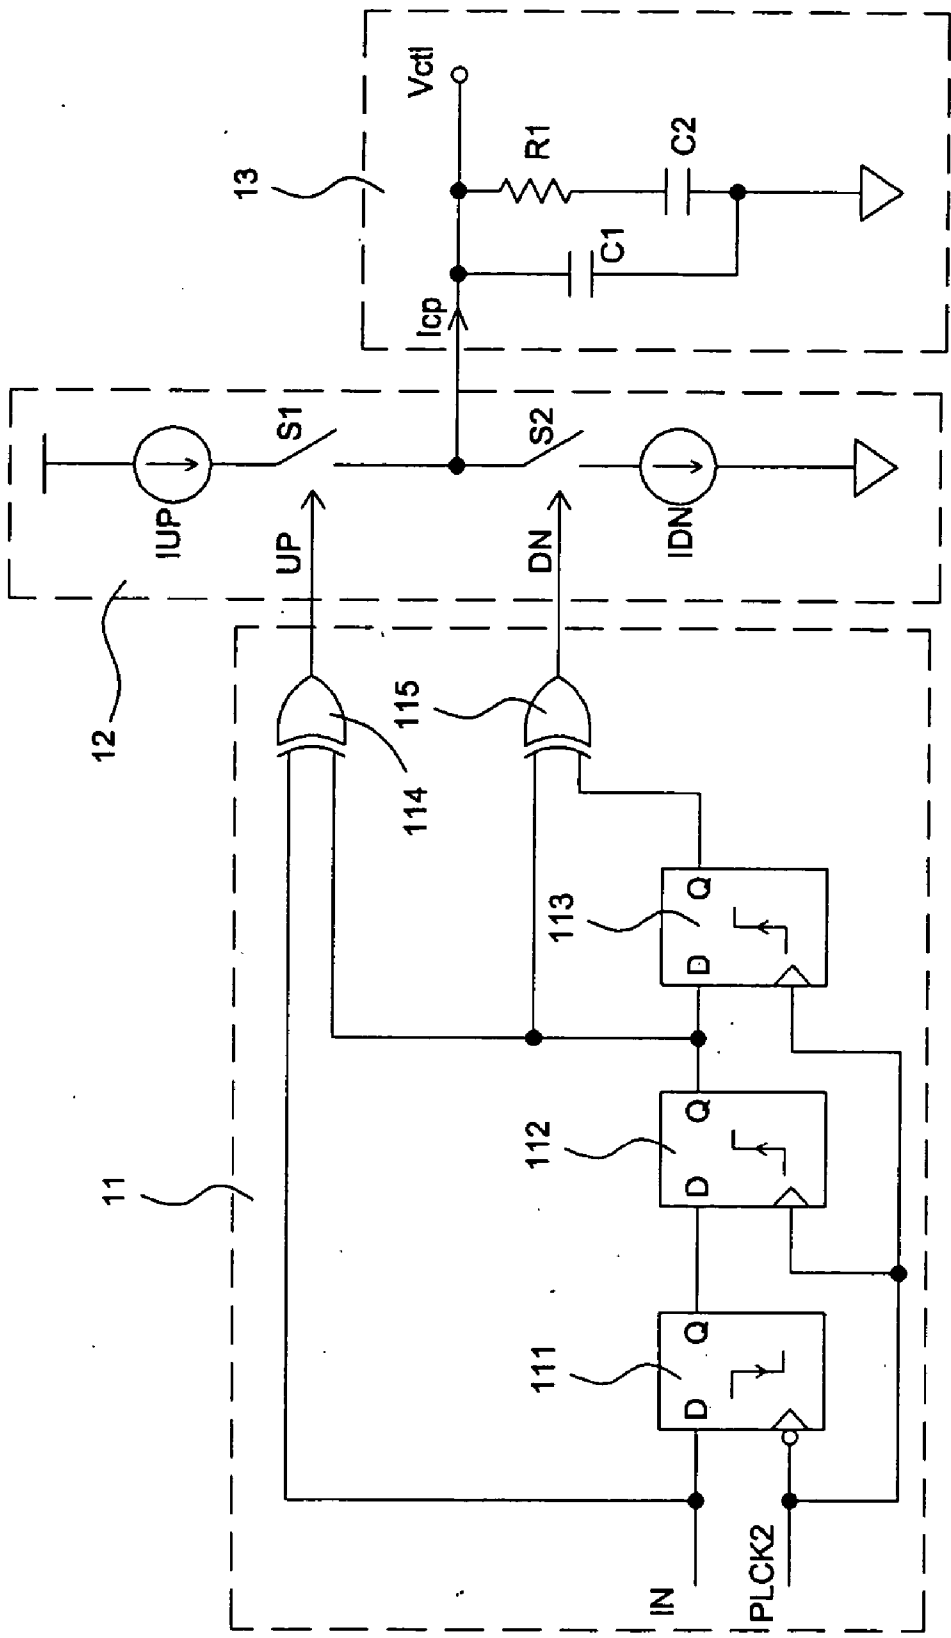 11
12
13
IN
PLCK2
D
Q
111
D
Q
112
D
Q
113
114
115
UP
DN
IUP
S1
S2
IDN
Icp
Vctl
C1
R1
C2